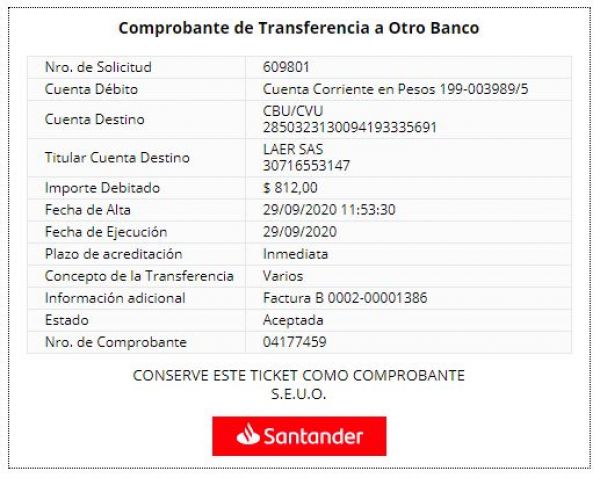 Comprobante de Transferencia a Otro Banco
Nro. de Solicitud 609801
Cuenta Débito Cuenta Corriente en Pesos 199-003989/5
Cuenta Destino CBU/CVU
2850323130094193335691
Titular Cuenta Destino LAER SAS
30716553147
Importe Debitado $ 812,00
Fecha de Alta 29/09/2020 11:53:30
Fecha de Ejecución 29/09/2020
Plazo de acreditación Inmediata
Concepto de la Transferencia Varios
Información adicional Factura B 0002-00001386
Estado Aceptada
Nro. de Comprobante 04177459
CONSERVE ESTE TICKET COMO COMPROBANTE
S.E.U.O.
Santander